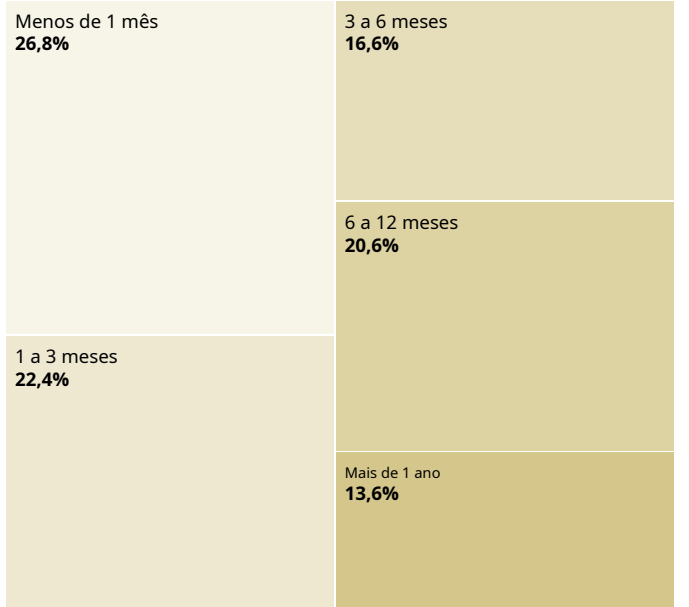 Menos de 1 mês
26,8%
1 a 3 meses
22,4%
3 a 6 meses
16,6%
6 a 12 meses
20,6%
Mais de 1 ano
13,6%